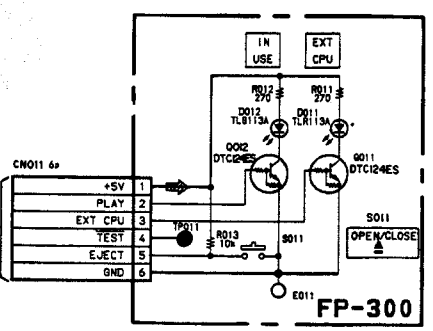 IN
USE
EXT
CPU
R012
270
R011
270
D012
TLB113A
D011
TLR113A
Q012
DTC124ES
Q011
DTC124ES
CN011 6P
+5V 1
PLAY 2
EXT CPU 3
TEST 4
EJECT 5
GND 6
TP011
R013
10k
S011
S011
OPEN/CLOSE
E011
FP-300